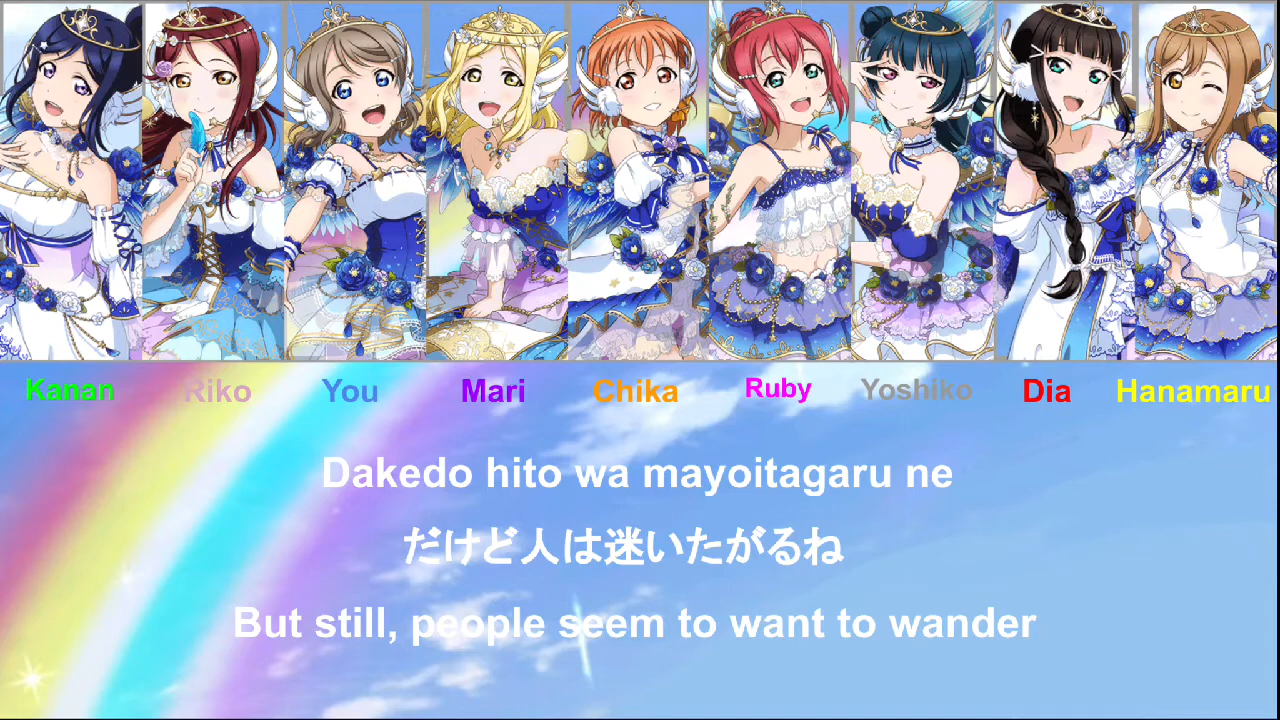 Kanan Riko You Mari Chika Ruby Yoshiko Dia Hanamaru
Dakedo hito wa mayoitagaru ne
だけど人は迷いたがるね
But still, people seem to want to wander